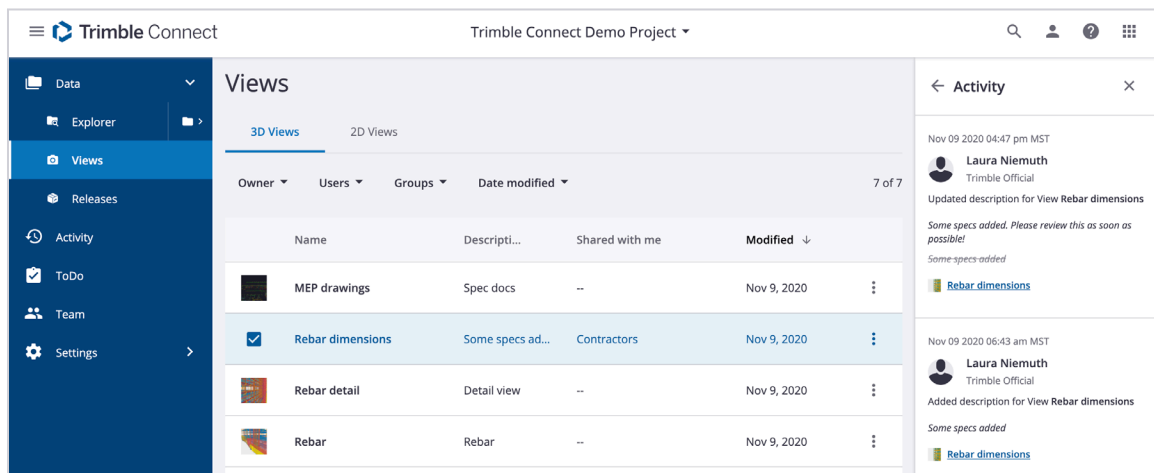 Trimble Connect
Trimble Connect Demo Project
Data
Explorer
Views
Releases
Activity
ToDo
Team
Settings
Views
3D Views
2D Views
Owner
Users
Groups
Date modified
7 of 7
Name
Descripti...
Shared with me
Modified
MEP drawings
Spec docs
--
Nov 9, 2020
Rebar dimensions
Some specs ad...
Contractors
Nov 9, 2020
Rebar detail
Detail view
--
Nov 9, 2020
Rebar
Rebar
--
Nov 9, 2020
Activity
Nov 09 2020 04:47 pm MST
Laura Niemuth
Trimble Official
Updated description for View Rebar dimensions
Some specs added. Please review this as soon as
possible!
Some specs added
Rebar dimensions
Nov 09 2020 06:43 am MST
Laura Niemuth
Trimble Official
Added description for View Rebar dimensions
Some specs added
Rebar dimensions